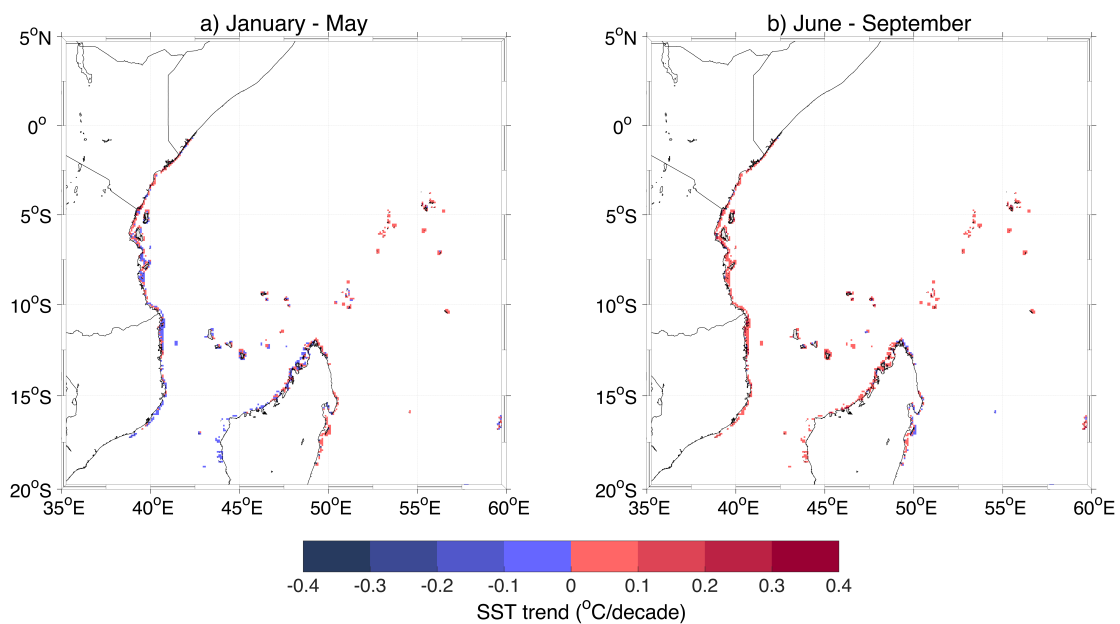 a) January - May
b) June - September
5°N
0°
5°S
10°S
15°S
20°S
35°E
40°E
45°E
50°E
55°E
60°E
5°N
0°
5°S
10°S
15°S
20°S
35°E
40°E
45°E
50°E
55°E
60°E
-0.4
-0.3
-0.2
-0.1
0
0.1
0.2
0.3
0.4
SST trend (°C/decade)